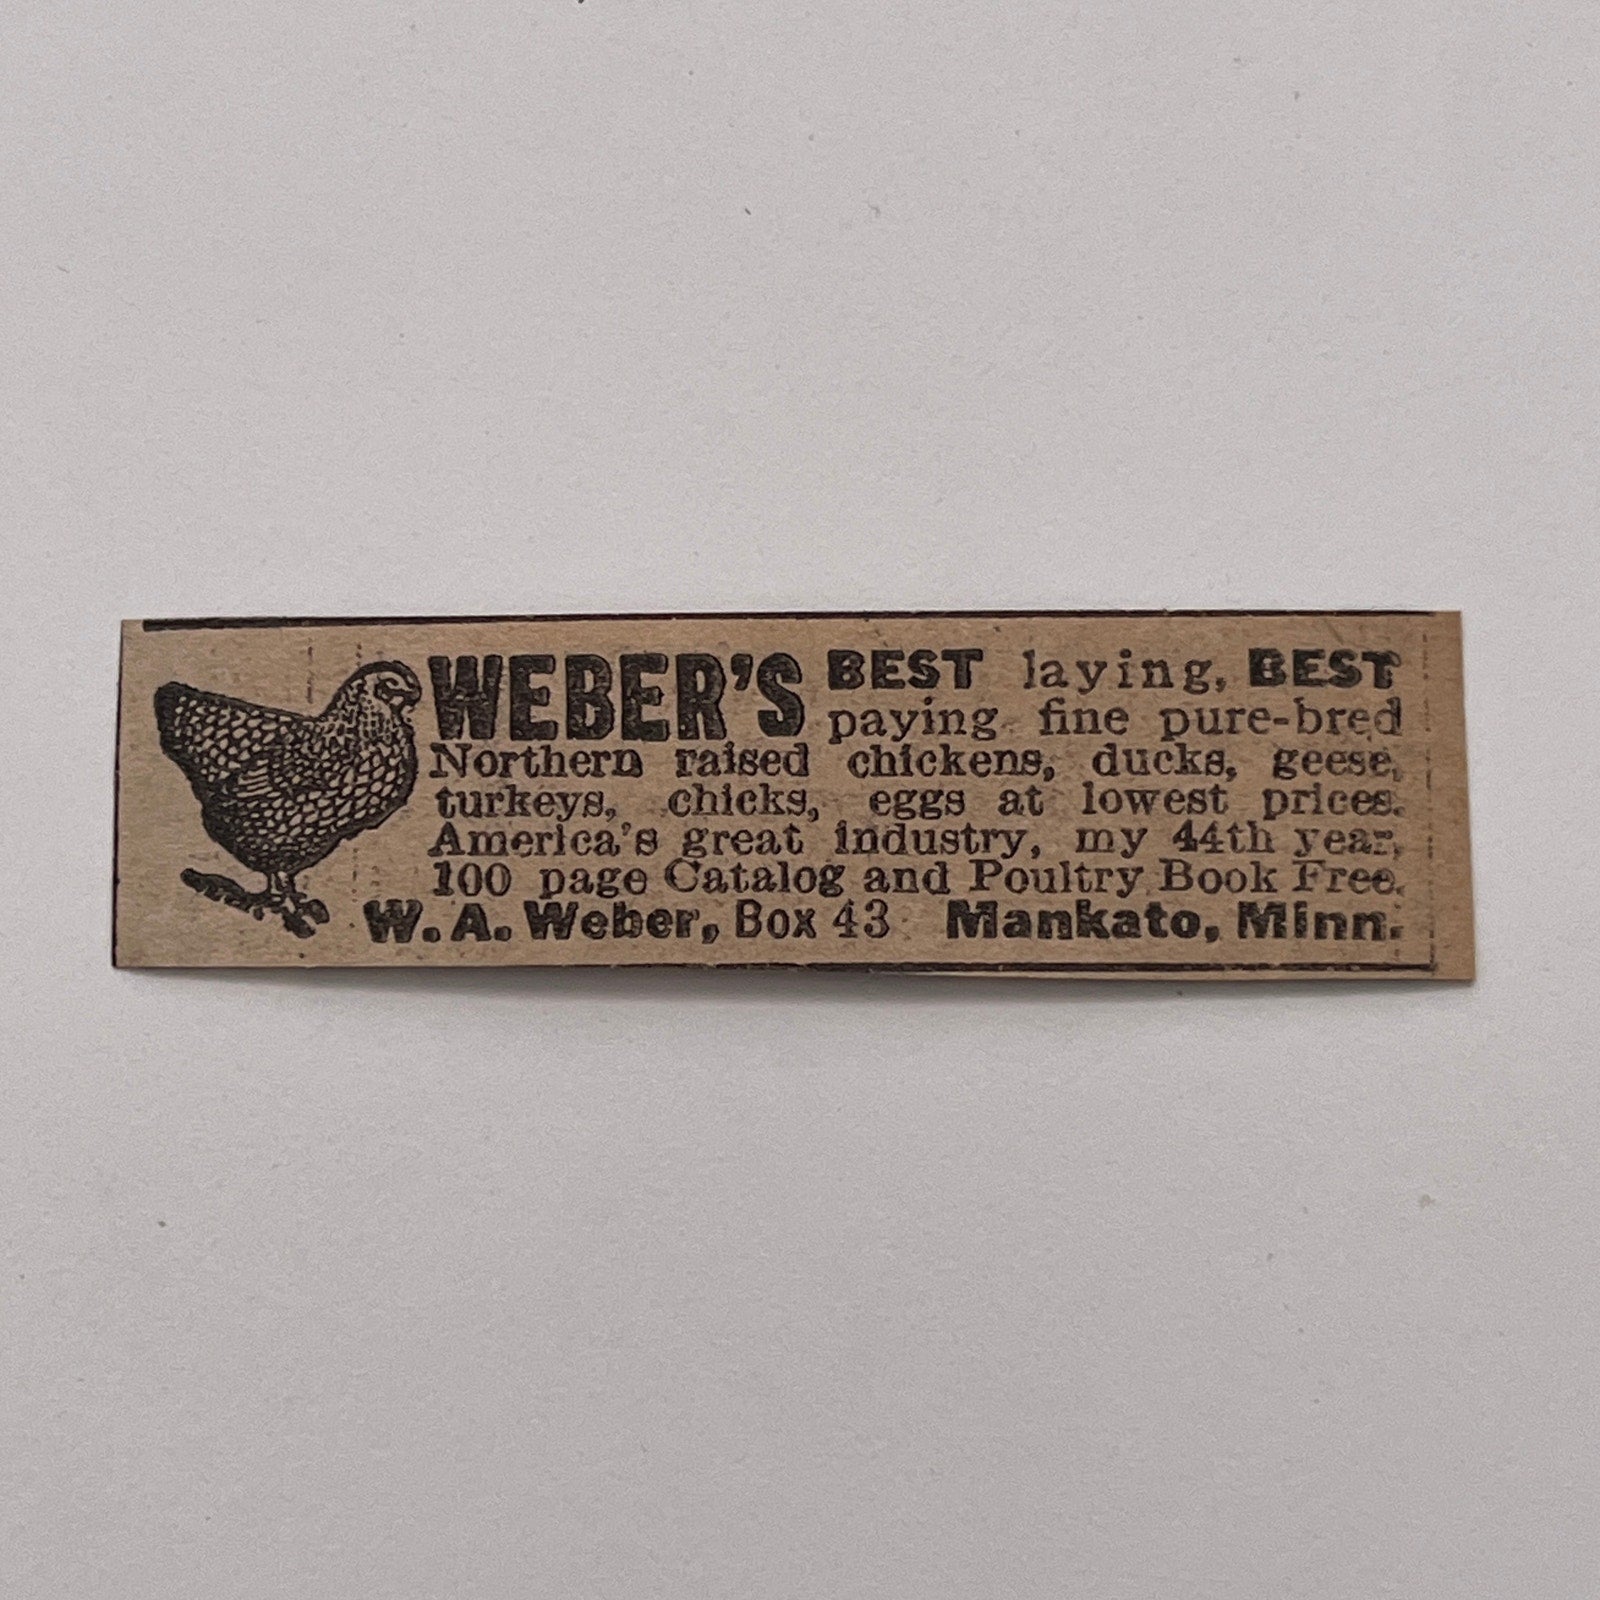 WEBER'S BEST laying, BEST
paying fine pure-bred
Northern raised chickens, ducks, geese,
turkeys, chicks, eggs at lowest prices.
America's great industry, my 44th year,
100 page Catalog and Poultry Book Free.
W. A. Weber, Box 43 Mankato, Minn.